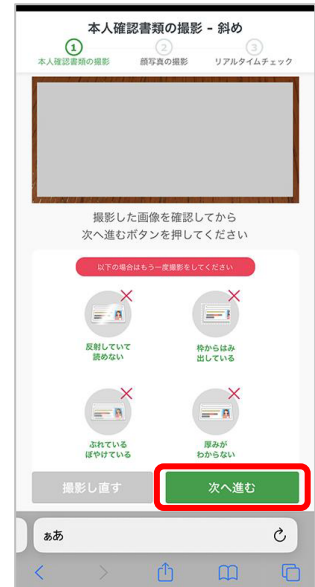 本人確認書類の撮影 - 斜め
1 2 3
本人確認書類の撮影 顔写真の撮影 リアルタイムチェック
撮影した画像を確認してから
次へ進むボタンを押してください
以下の場合はもう一度撮影をしてください
反射していて
読めない
枠からはみ
出している
ぶれている
ぼやけている
厚みが
わからない
撮影し直す 次へ進む
ああ